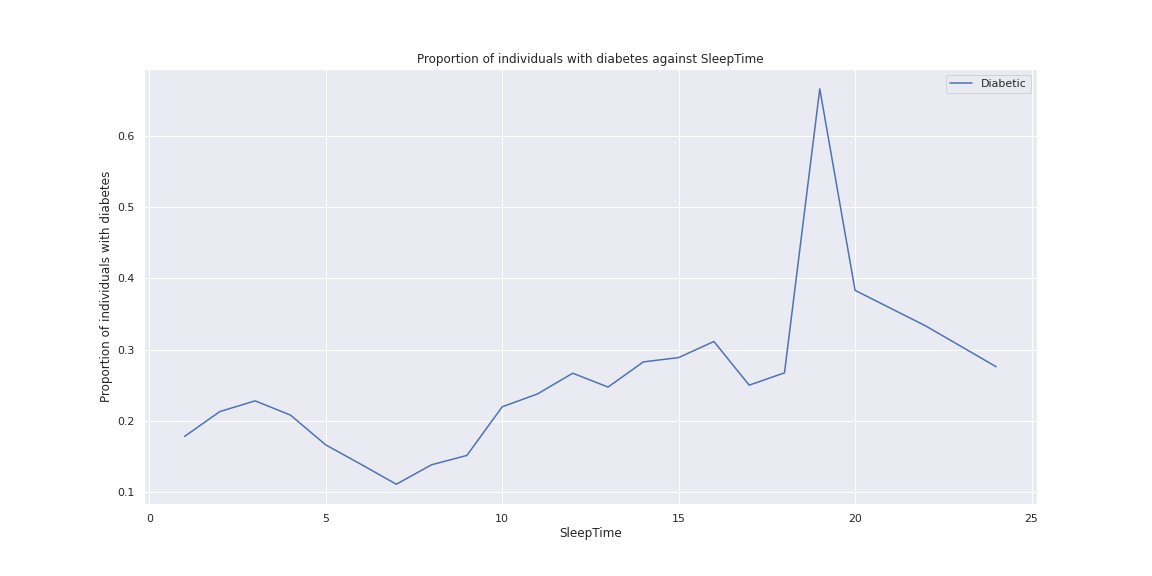 Proportion of individuals with diabetes against SleepTime
Diabetic
Proportion of individuals with diabetes
0.6
0.5
0.4
0.3
0.2
0.1
0 5 10 15 20 25
SleepTime